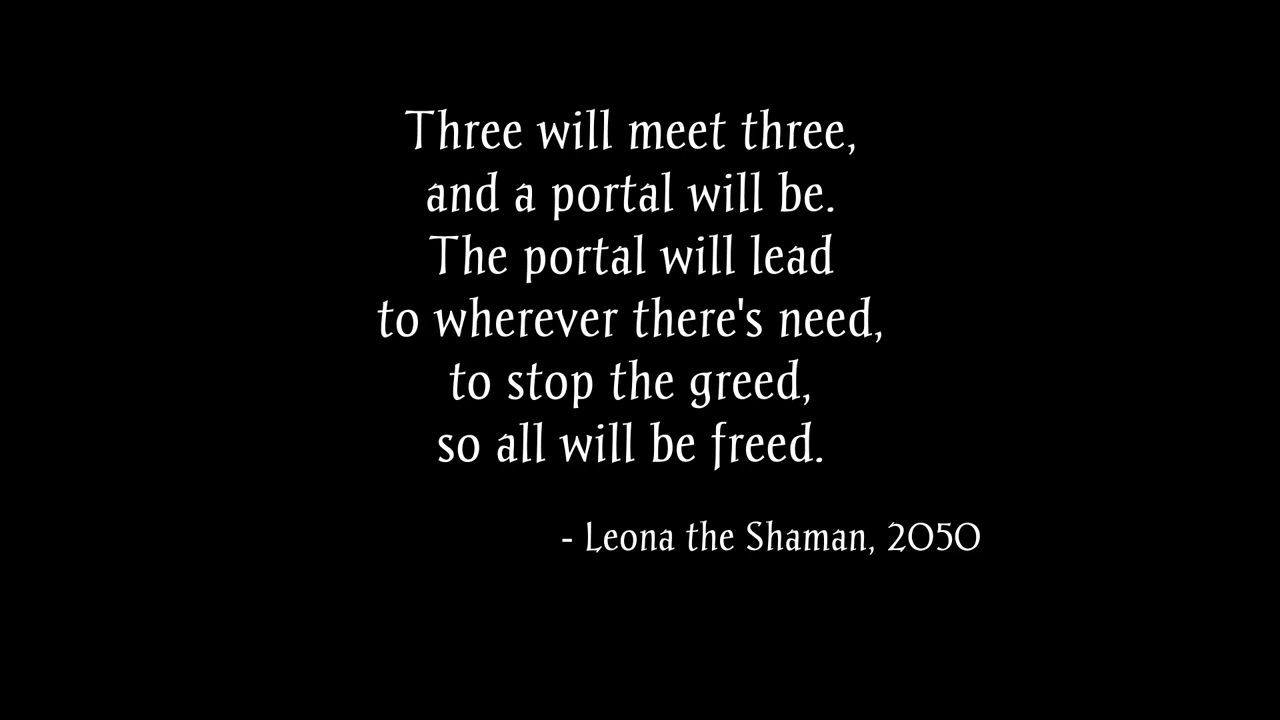 Three will meet three,
and a portal will be.
The portal will lead
to wherever there's need,
to stop the greed,
so all will be freed.
- Leona the Shaman, 2050